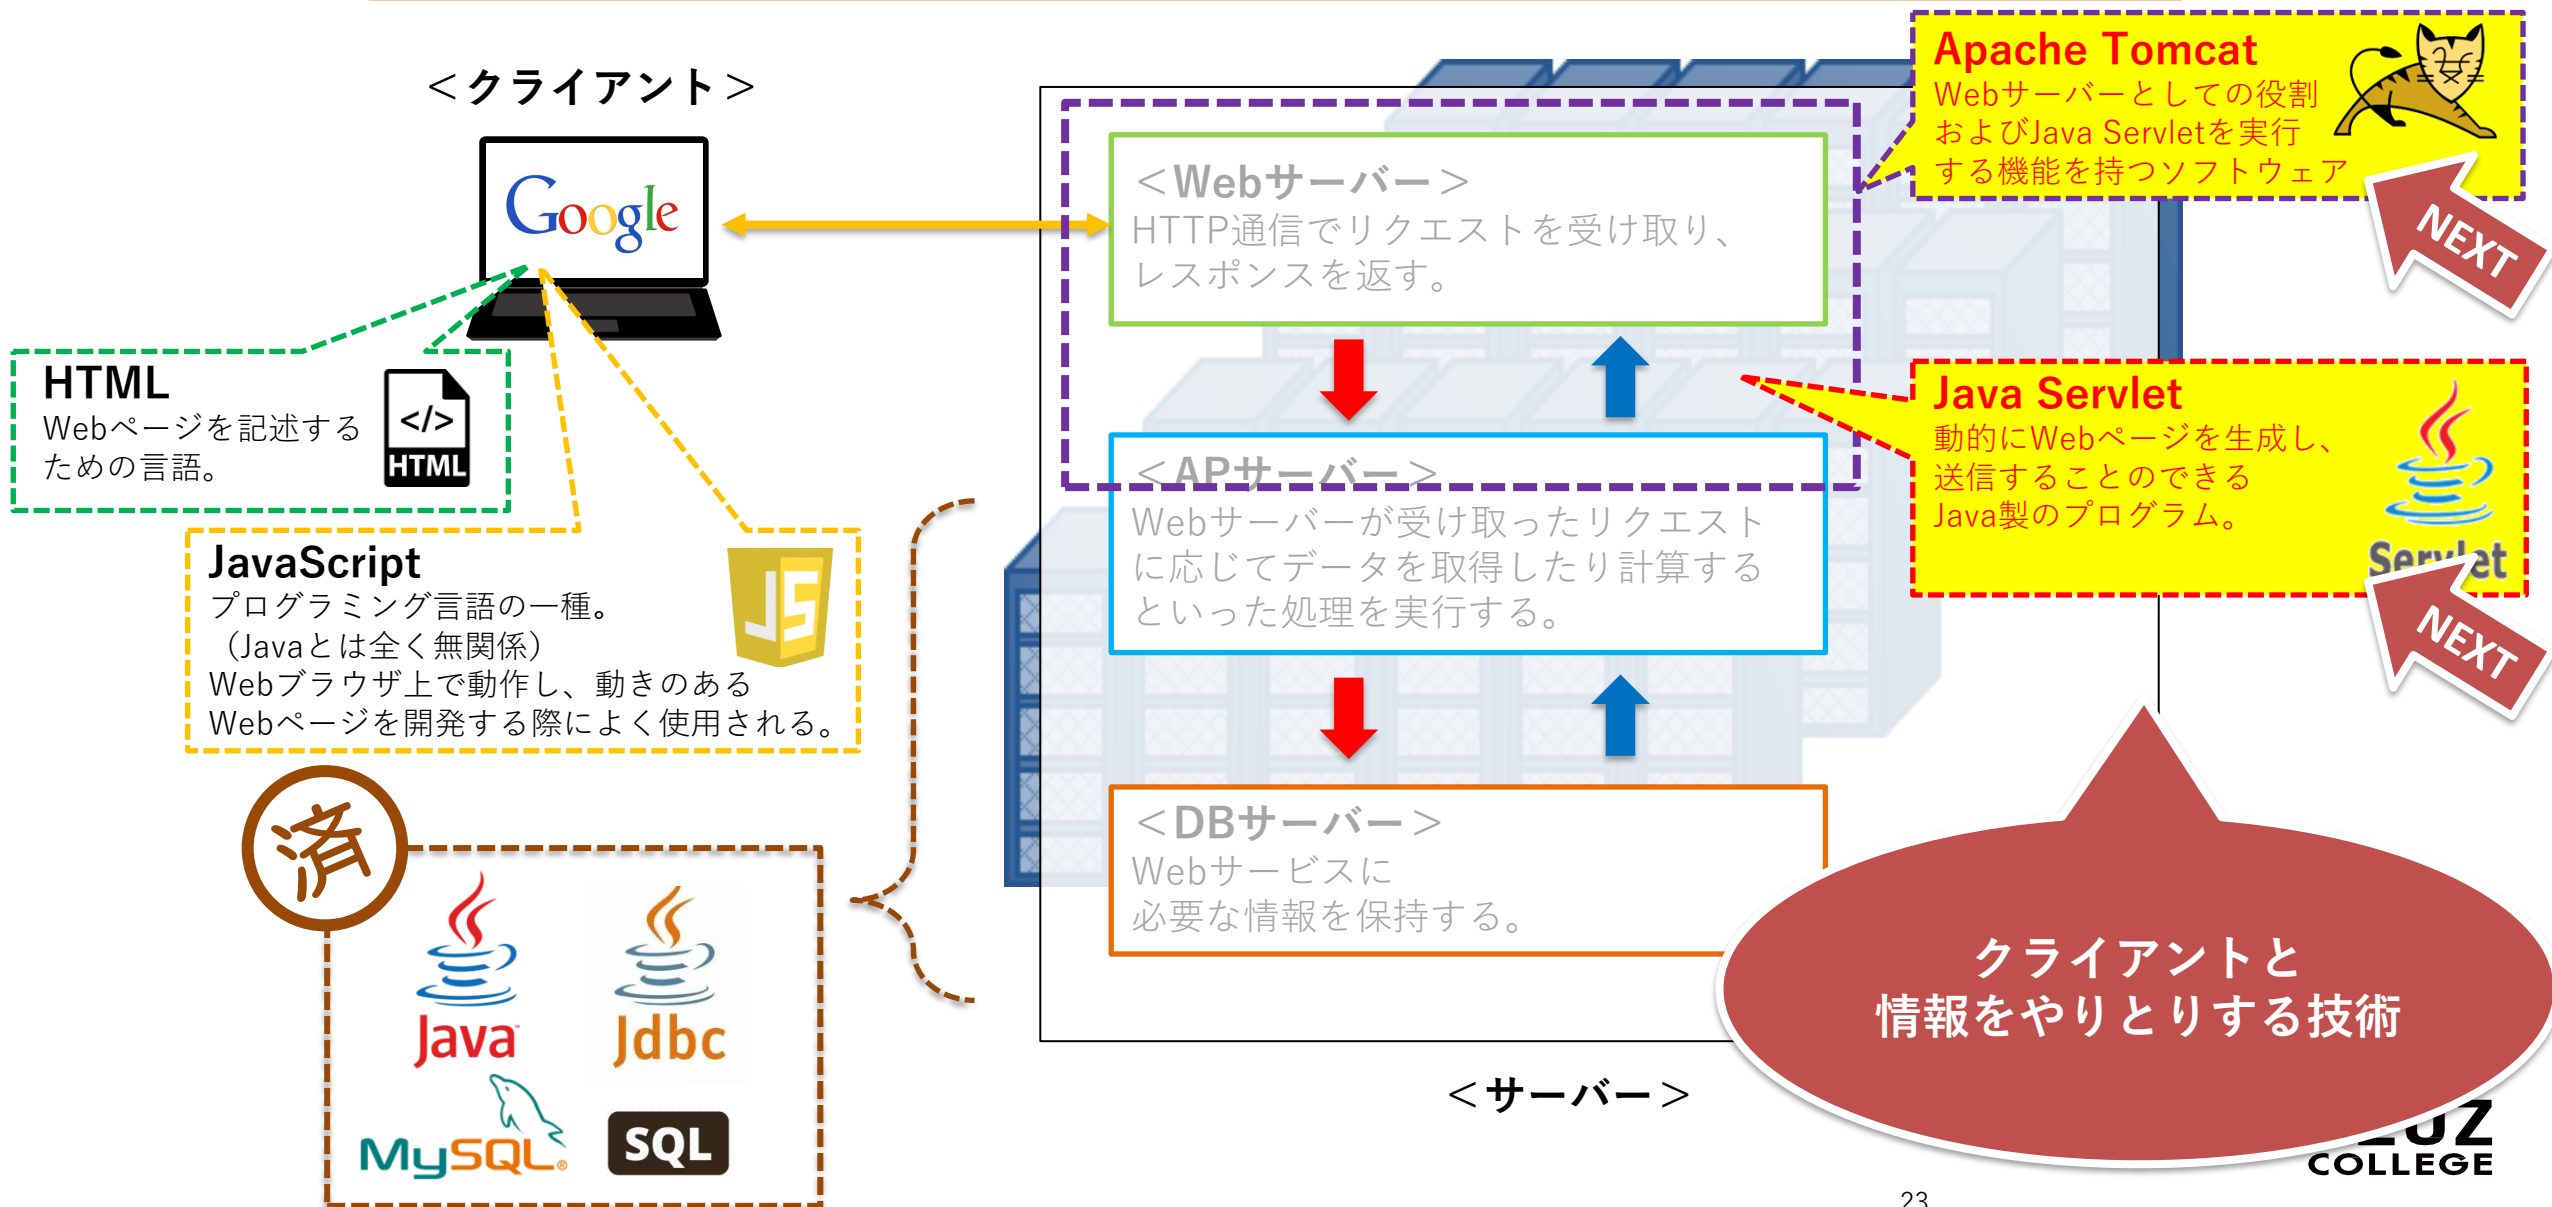 ＜クライアント＞
Google
HTML
Webページを記述する
ための言語。
</>
HTML
JavaScript
プログラミング言語の一種。
（Javaとは全く無関係）
Webブラウザ上で動作し、動きのある
Webページを開発する際によく使用される。
JS
済
Java
Jdbc
MySQL®
SQL
＜Webサーバー＞
HTTP通信でリクエストを受け取り、
レスポンスを返す。
＜APサーバー＞
Webサーバーが受け取ったリクエスト
に応じてデータを取得したり計算する
といった処理を実行する。
＜DBサーバー＞
Webサービスに
必要な情報を保持する。
＜サーバー＞
Apache Tomcat
Webサーバーとしての役割
およびJava Servletを実行
する機能を持つソフトウェア
NEXT
Java Servlet
動的にWebページを生成し、
送信することのできる
Java製のプログラム。
Servlet
NEXT
クライアントと
情報をやりとりする技術
COLLEGE
23